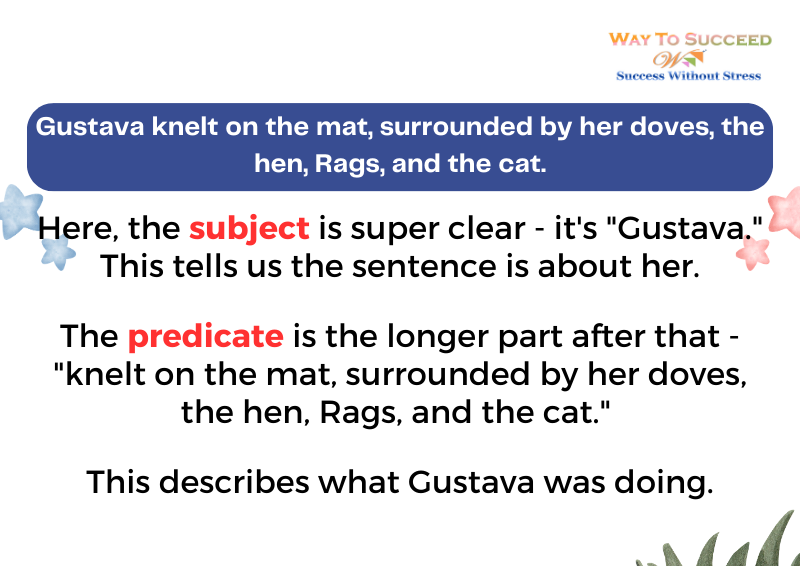 WAY TO SUCCEED
Success Without Stress
Gustava knelt on the mat, surrounded by her doves, the
hen, Rags, and the cat.
Here, the subject is super clear - it's "Gustava."
This tells us the sentence is about her.
The predicate is the longer part after that -
"knelt on the mat, surrounded by her doves,
the hen, Rags, and the cat."
This describes what Gustava was doing.